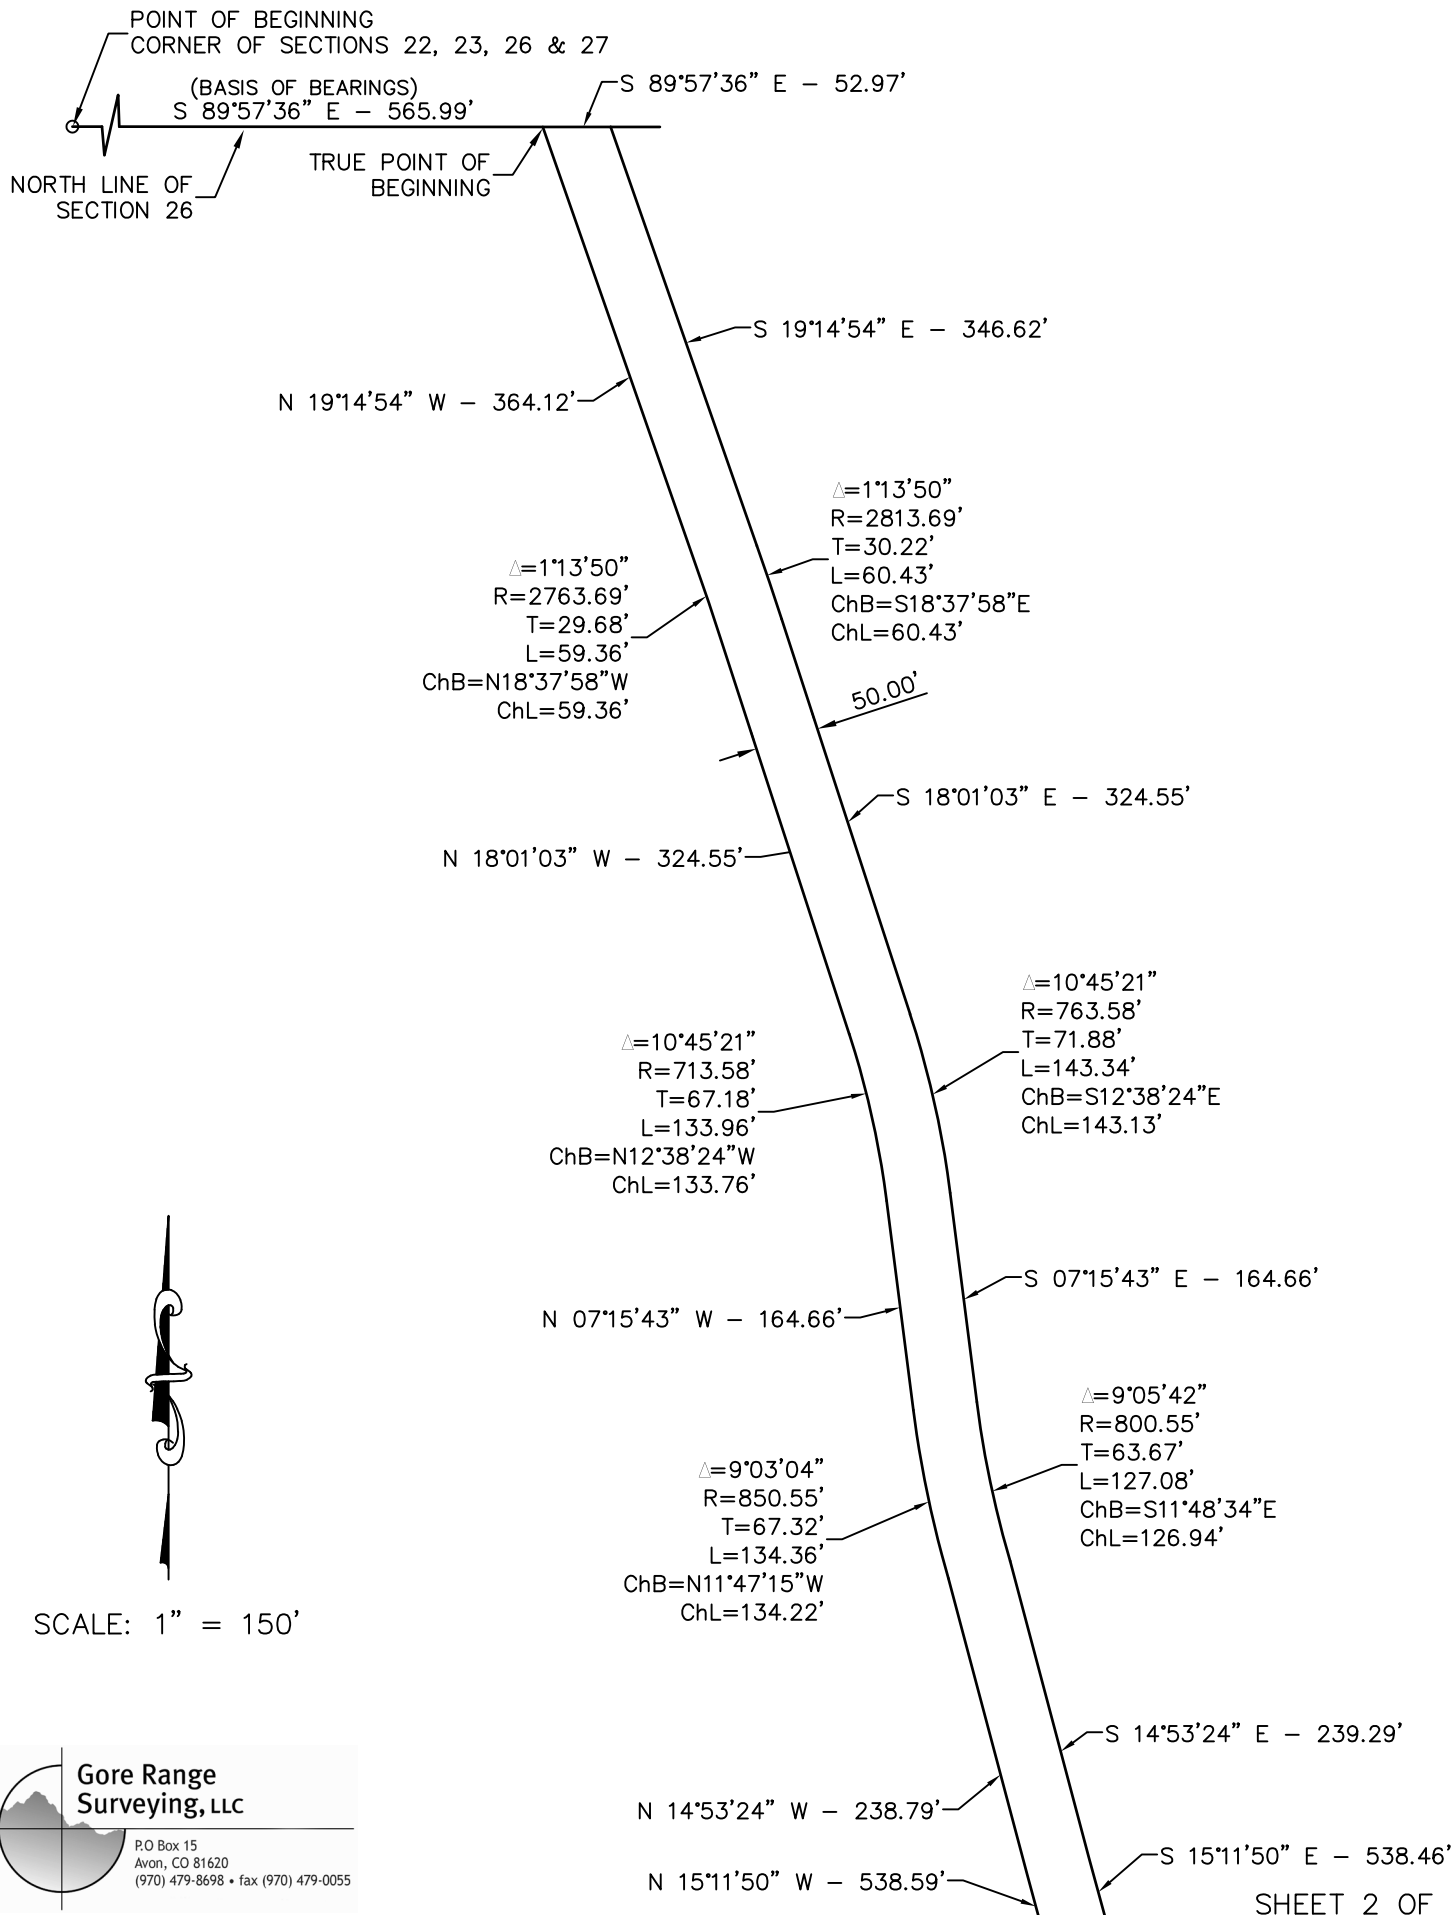 POINT OF BEGINNING
CORNER OF SECTIONS 22, 23, 26 & 27
(BASIS OF BEARINGS)
S 89°57'36" E - 565.99'
S 89°57'36" E - 52.97'
NORTH LINE OF
SECTION 26
TRUE POINT OF
BEGINNING
S 19°14'54" E - 346.62'
N 19°14'54" W - 364.12'
Δ=1°13'50"
R=2813.69'
T=30.22'
L=60.43'
ChB=S18°37'58"E
ChL=60.43'
Δ=1°13'50"
R=2763.69'
T=29.68'
L=59.36'
ChB=N18°37'58"W
ChL=59.36'
50.00'
S 18°01'03" E - 324.55'
N 18°01'03" W - 324.55'
Δ=10°45'21"
R=763.58'
T=71.88'
L=143.34'
ChB=S12°38'24"E
ChL=143.13'
Δ=10°45'21"
R=713.58'
T=67.18'
L=133.96'
ChB=N12°38'24"W
ChL=133.76'
S 07°15'43" E - 164.66'
N 07°15'43" W - 164.66'
Δ=9°05'42"
R=800.55'
T=63.67'
L=127.08'
ChB=S11°48'34"E
ChL=126.94'
Δ=9°03'04"
R=850.55'
T=67.32'
L=134.36'
ChB=N11°47'15"W
ChL=134.22'
SCALE: 1" = 150'
S 14°53'24" E - 239.29'
N 14°53'24" W - 238.79'
S 15°11'50" E - 538.46'
N 15°11'50" W - 538.59'
Gore Range
Surveying, LLC
P.O Box 15
Avon, CO 81620
(970) 479-8698 • fax (970) 479-0055
SHEET 2 OF